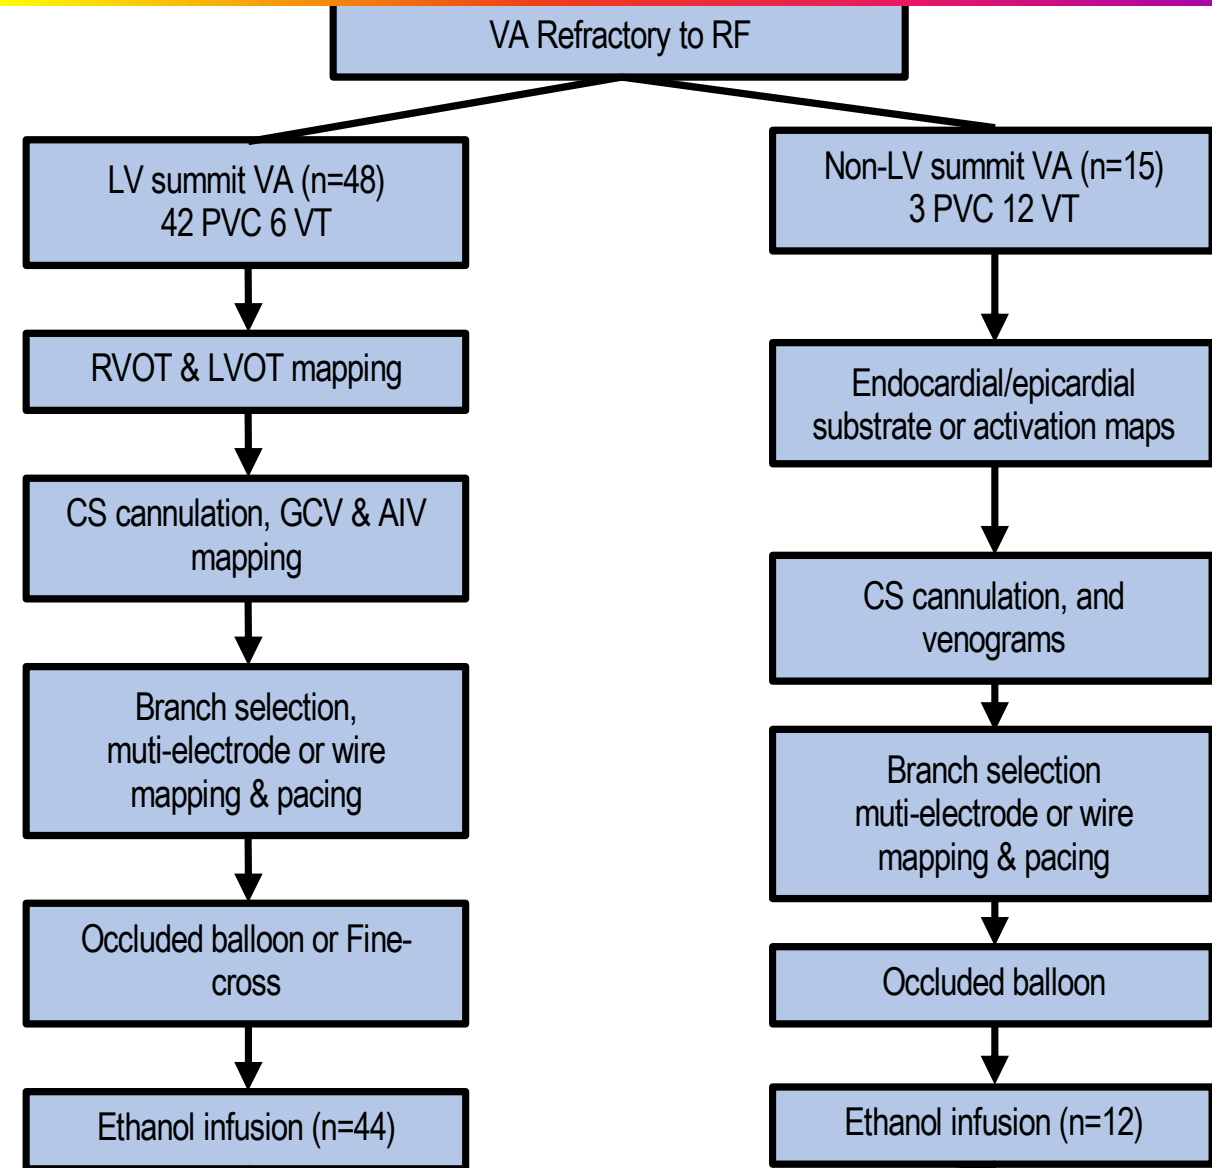 VA Refractory to RF
LV summit VA (n=48)
42 PVC 6 VT
RVOT & LVOT mapping
CS cannulation, GCV & AIV
mapping
Branch selection,
muti-electrode or wire
mapping & pacing
Occluded balloon or Fine-
cross
Ethanol infusion (n=44)
Non-LV summit VA (n=15)
3 PVC 12 VT
Endocardial/epicardial
substrate or activation maps
CS cannulation, and
venograms
Branch selection
muti-electrode or wire
mapping & pacing
Occluded balloon
Ethanol infusion (n=12)